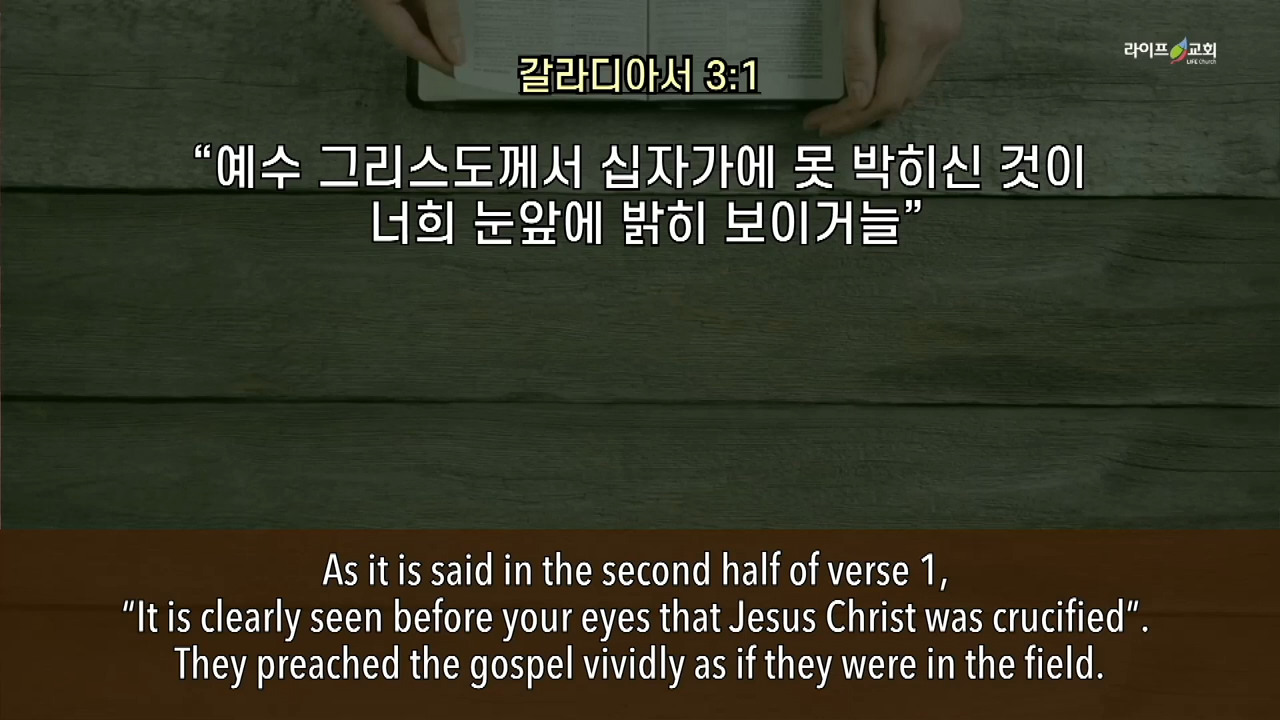 라이프 교회
LIFE Church
갈라디아서 3:1
“예수 그리스도께서 십자가에 못 박히신 것이
너희 눈앞에 밝히 보이거늘”
As it is said in the second half of verse 1,
“It is clearly seen before your eyes that Jesus Christ was crucified”.
They preached the gospel vividly as if they were in the field.